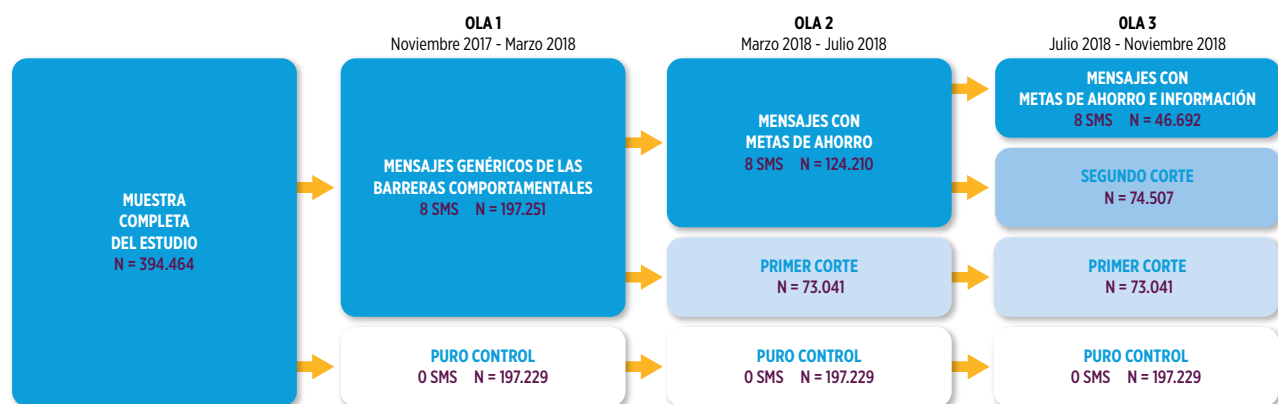 OLA 1
Noviembre 2017 - Marzo 2018
OLA 2
Marzo 2018 - Julio 2018
OLA 3
Julio 2018 - Noviembre 2018
MUESTRA
COMPLETA
DEL ESTUDIO
N = 394.464
MENSAJES GENÉRICOS DE LAS
BARRERAS COMPORTAMENTALES
8 SMS N = 197.251
MENSAJES CON
METAS DE AHORRO
8 SMS N = 124.210
MENSAJES CON
METAS DE AHORRO E INFORMACIÓN
8 SMS N = 46.692
SEGUNDO CORTE
N = 74.507
PRIMER CORTE
N = 73.041
PRIMER CORTE
N = 73.041
PURO CONTROL
0 SMS N = 197.229
PURO CONTROL
0 SMS N = 197.229
PURO CONTROL
0 SMS N = 197.229